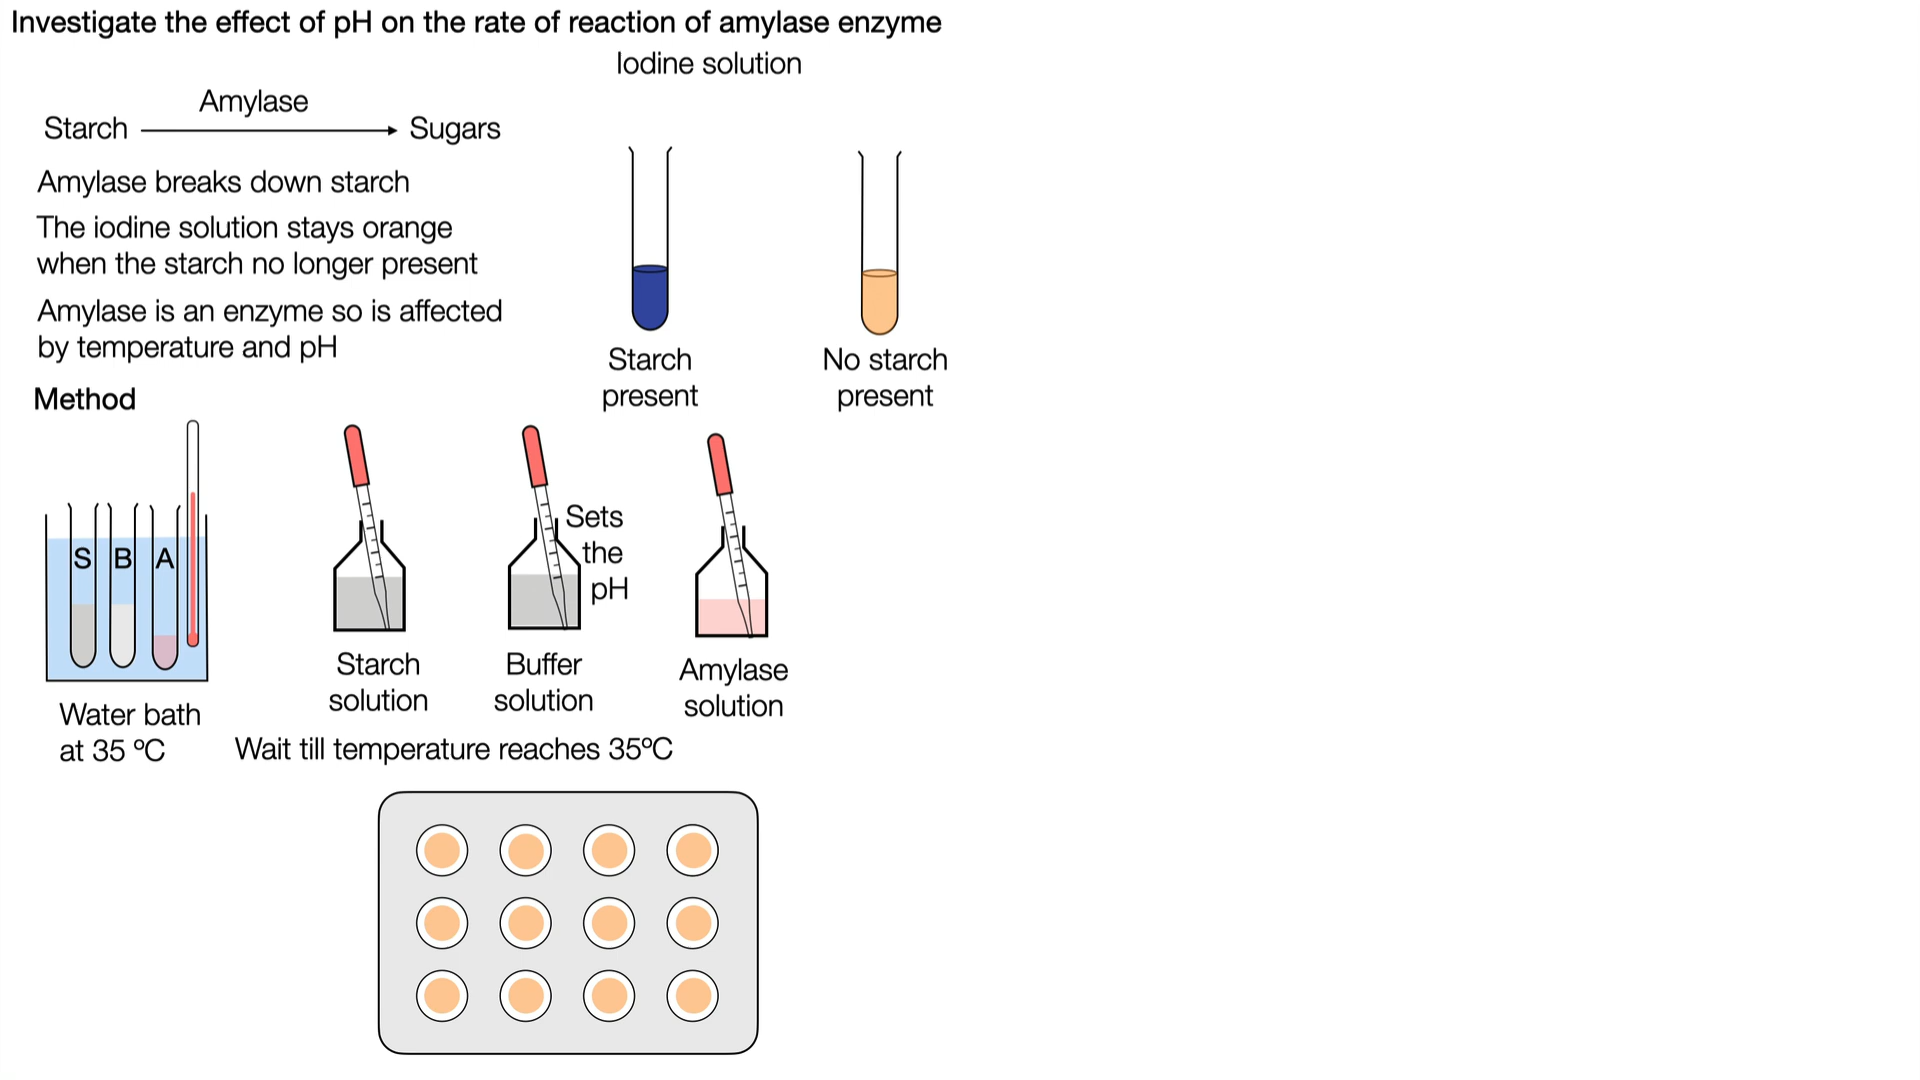 Investigate the effect of pH on the rate of reaction of amylase enzyme
Iodine solution
Amylase
Starch
Sugars
Amylase breaks down starch
The iodine solution stays orange
when the starch no longer present
Amylase is an enzyme so is affected
by temperature and pH
Starch
present
No starch
present
Method
S
B
A
Sets
the
pH
Water bath
at 35 ºC
Starch
solution
Buffer
solution
Amylase
solution
Wait till temperature reaches 35ºC